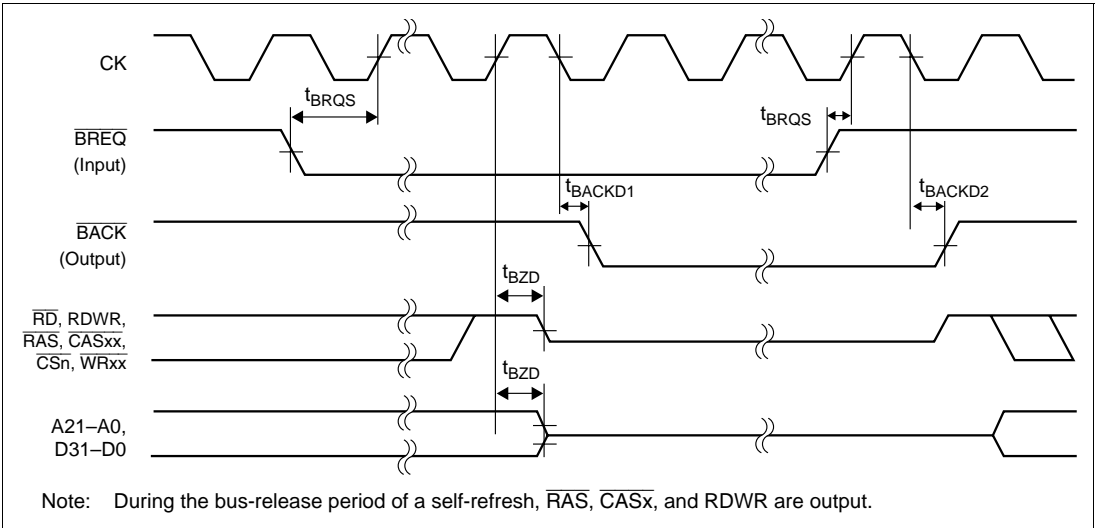 CK
tBRQS
tBRQS
BREQ
(Input)
tBACKD1
tBACKD2
BACK
(Output)
tBZD
RD, RDWR,
RAS, CASxx,
CSn, WRxx
tBZD
A21–A0,
D31–D0
Note: During the bus-release period of a self-refresh, RAS, CASx, and RDWR are output.